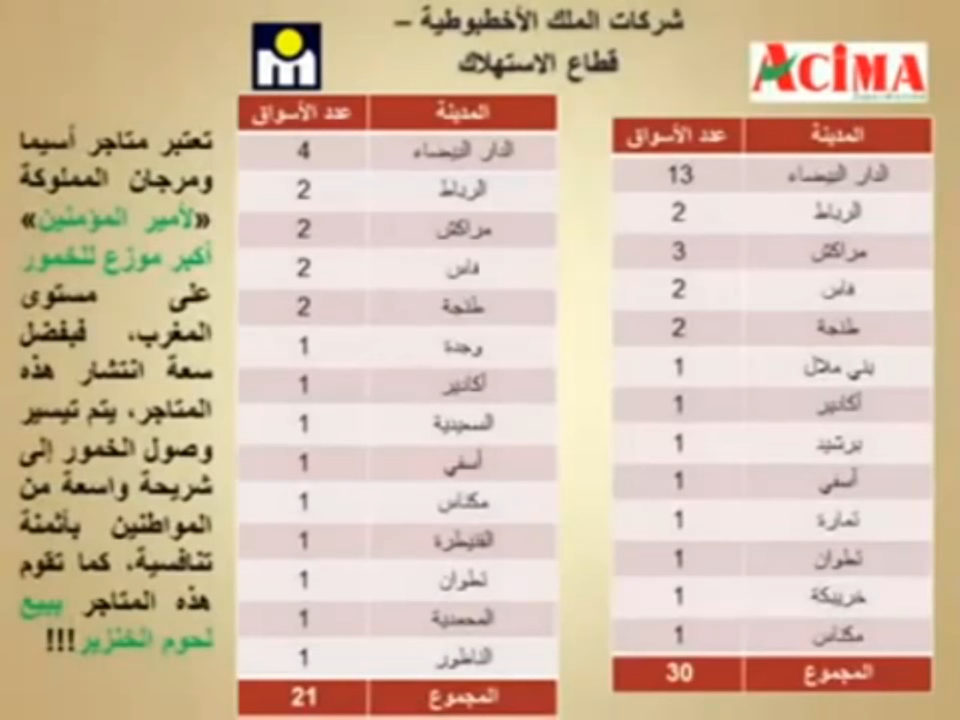 شركات الملك الأخطبوطية –
قطاع الاستهلاك
ACIMA
المدينة عدد الأسواق
الدار البيضاء 13
الرباط 2
مراكش 3
فاس 2
طنجة 2
بني ملال 1
أكادير 1
برشيد 1
أسفي 1
تمارة 1
تطوان 1
خريبكة 1
مكناس 1
المجموع 30
المدينة عدد الأسواق
الدار البيضاء 4
الرباط 2
مراكش 2
فاس 2
طنجة 2
وجدة 1
أكادير 1
السعيدية 1
أسفي 1
مكناس 1
القنيطرة 1
تطوان 1
المحمدية 1
الناظور 1
المجموع 21
تعتبر متاجر أسيما
ومرجان المملوكة
«لأمير المؤمنين»
أكبر موزع للخمور
على مستوى
المغرب، فبفضل
سعة انتشار هذه
المتاجر، يتم تيسير
وصول الخمور إلى
شريحة واسعة من
المواطنين بأثمنة
تنافسية، كما تقوم
هذه المتاجر ببيع
لحوم الخنزير!!!